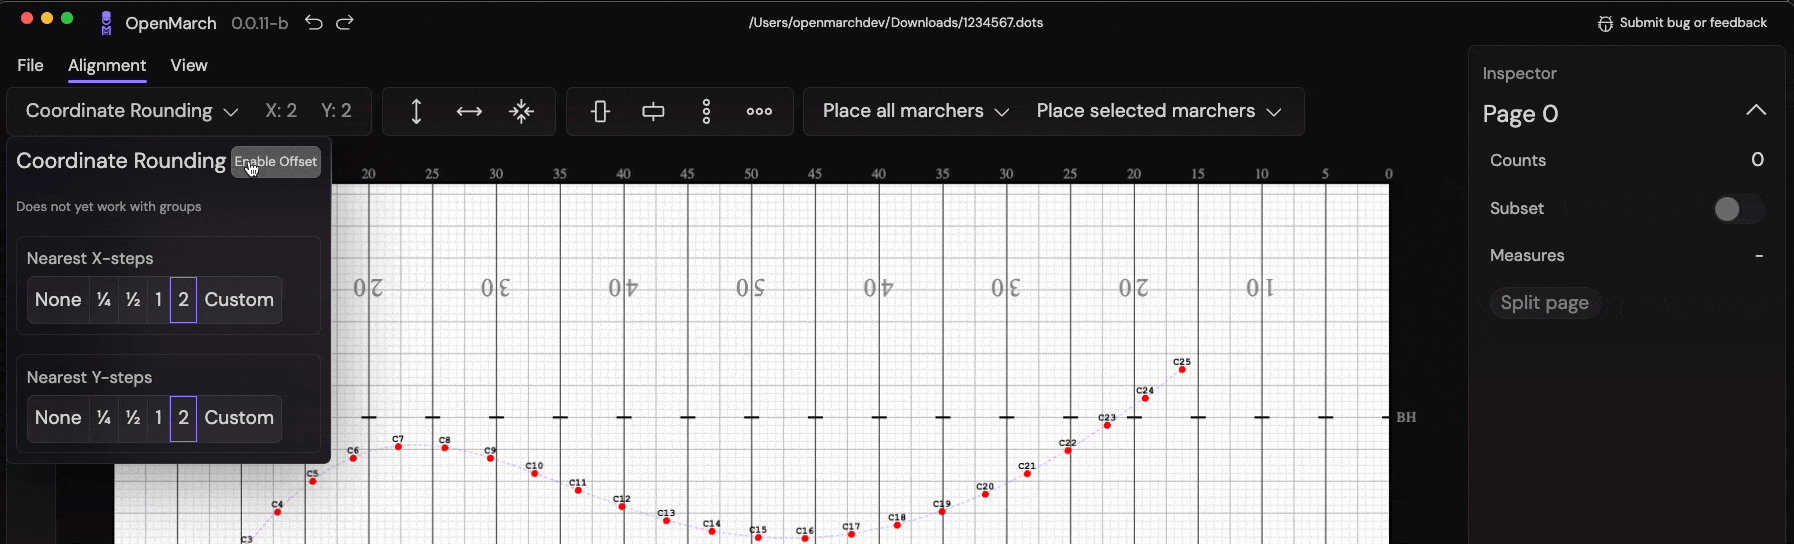 OpenMarch 0.0.11-b
/Users/openmarchdev/Downloads/1234567.dots
Submit bug or feedback
File Alignment View
Coordinate Rounding X: 2 Y: 2
Place all marchers Place selected marchers
Coordinate Rounding Enable Offset
Does not yet work with groups
Nearest X-steps
None ¼ ½ 1 2 Custom
Nearest Y-steps
None ¼ ½ 1 2 Custom
20 25 30 35 40 45 50 45 40 35 30 25 20 15 10 5 0
20 30 40 50 40 30 20 10
BH
C25
C24
C23
C22
C21
C20
C19
C18
C17
C16
C15
C14
C13
C12
C11
C10
C9
C8
C7
C6
C5
C4
C3
Inspector
Page 0
Counts 0
Subset
Measures -
Split page